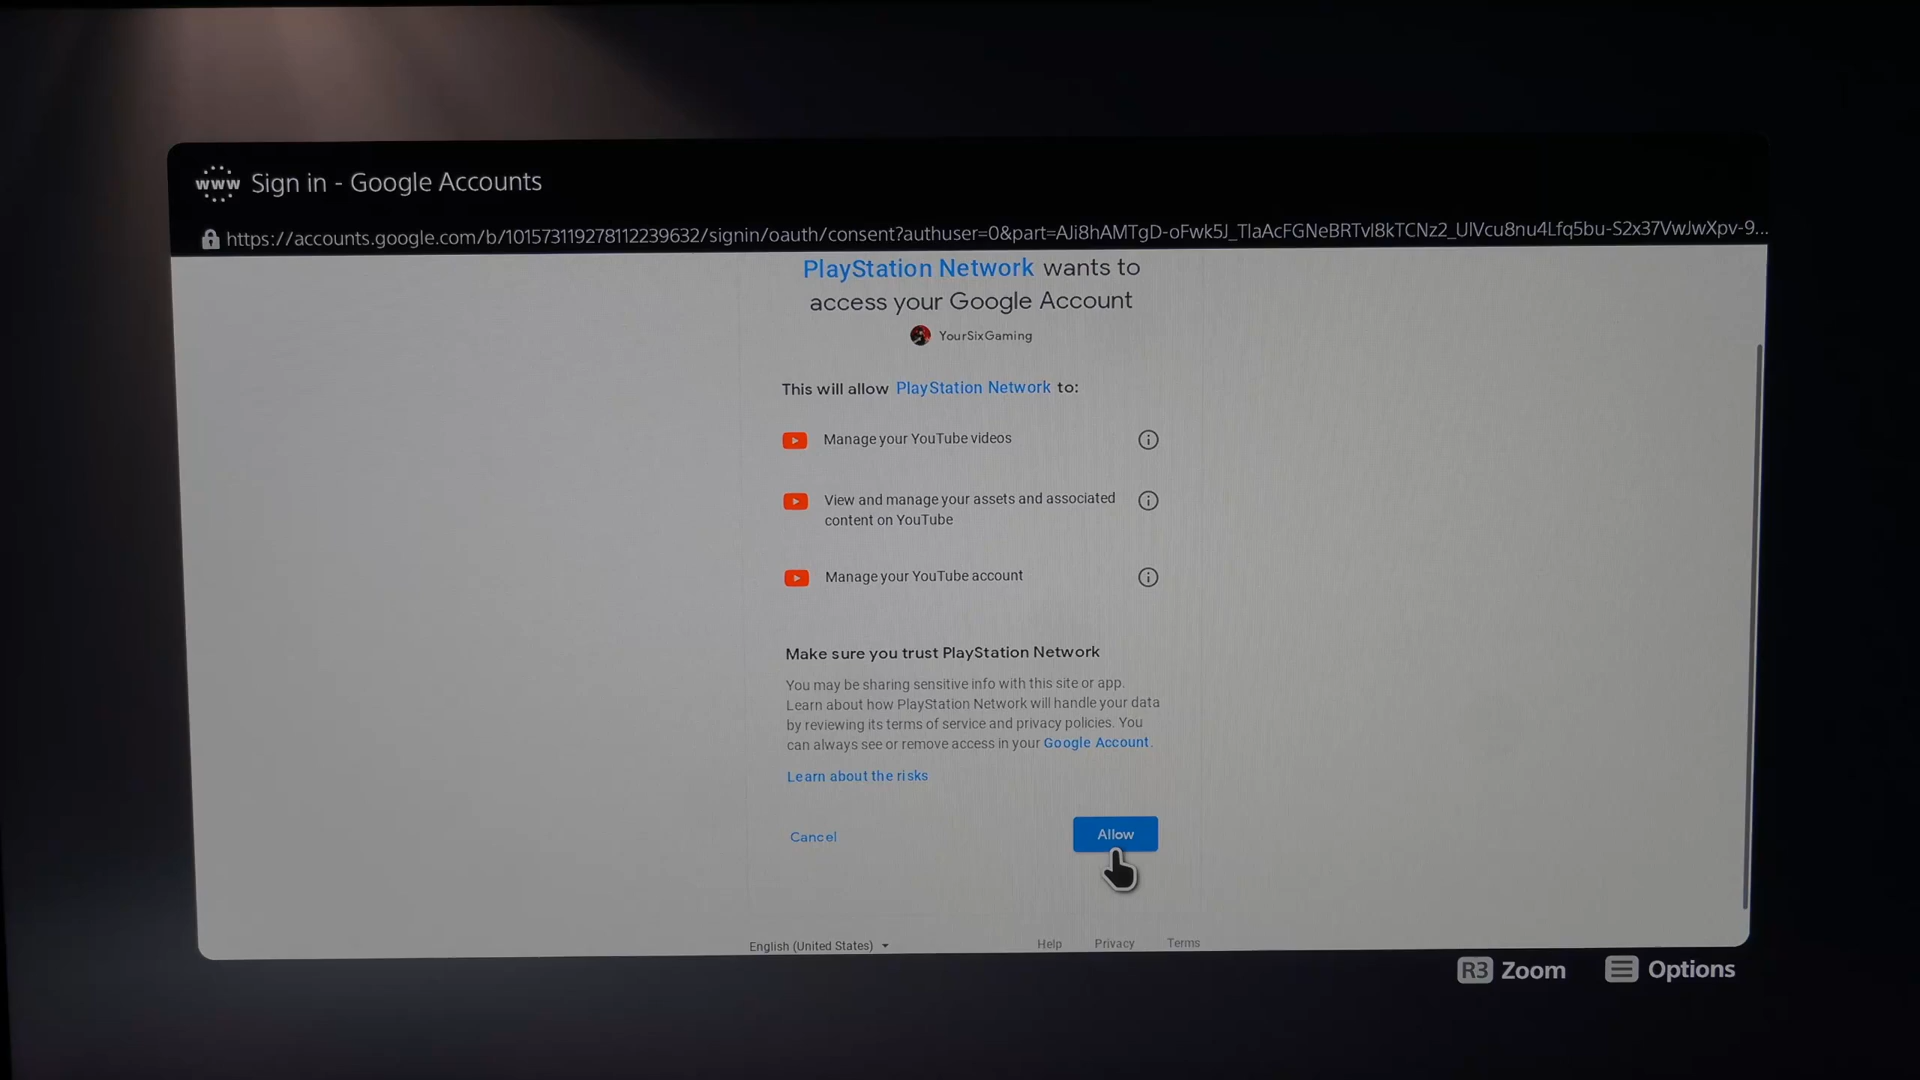 www Sign in - Google Accounts
https://accounts.google.com/b/101573119278112239632/signin/oauth/consent?authuser=0&part=AJi8hAMTgD-oFwk5J_TlaAcFGNeBRTvl8kTCNz2_UlVcu8nu4Lfq5bu-S2x37VwJwXpv-9...
PlayStation Network wants to
access your Google Account
YourSixGaming
This will allow PlayStation Network to:
Manage your YouTube videos
View and manage your assets and associated
content on YouTube
Manage your YouTube account
Make sure you trust PlayStation Network
You may be sharing sensitive info with this site or app.
Learn about how PlayStation Network will handle your data
by reviewing its terms of service and privacy policies. You
can always see or remove access in your Google Account.
Learn about the risks
Cancel
Allow
English (United States)
Help
Privacy
Terms
R3 Zoom
Options